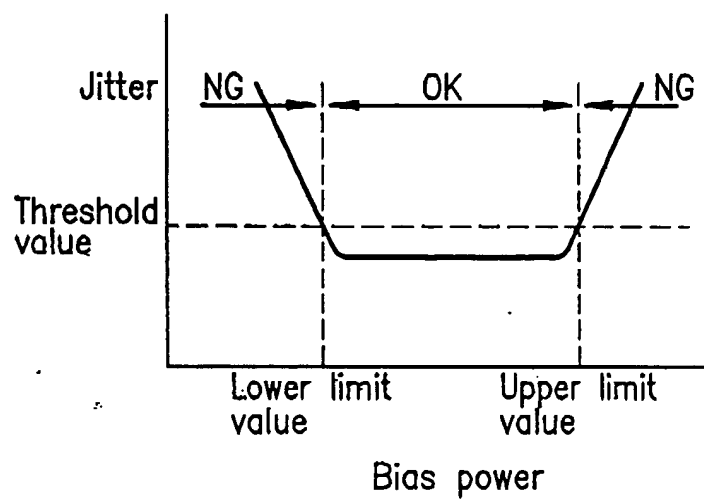 Jitter
NG
OK
NG
Threshold
value
Lower limit
value
Upper limit
value
Bias power